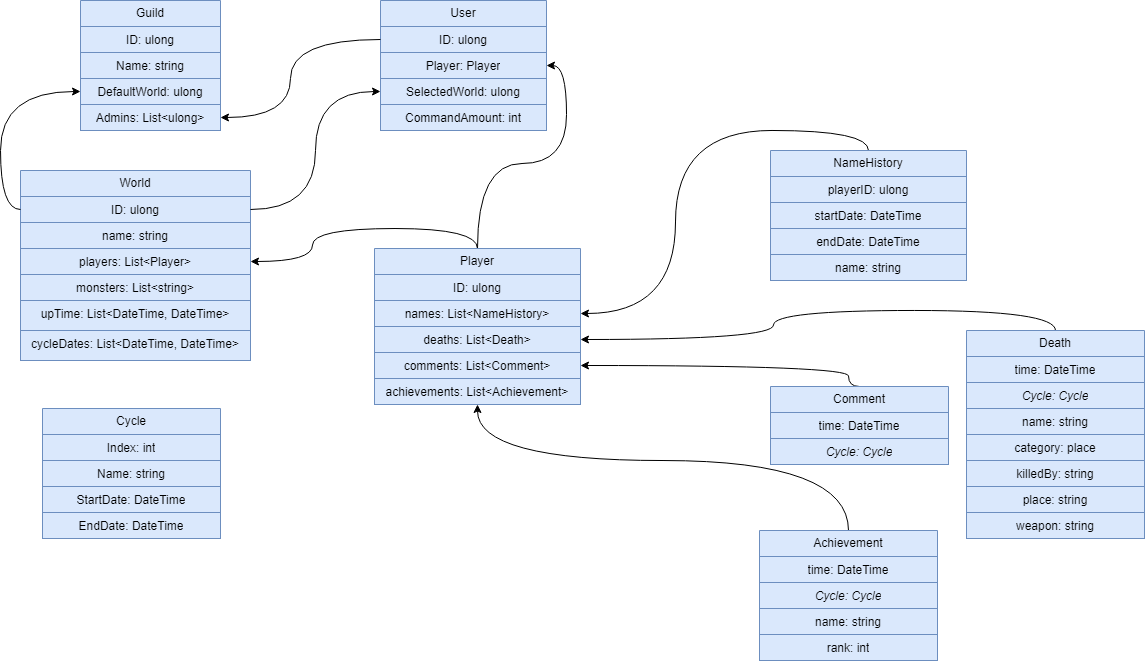 Guild
ID: ulong
Name: string
DefaultWorld: ulong
Admins: List<ulong>
User
ID: ulong
Player: Player
SelectedWorld: ulong
CommandAmount: int
World
ID: ulong
name: string
players: List<Player>
monsters: List<string>
upTime: List<DateTime, DateTime>
cycleDates: List<DateTime, DateTime>
NameHistory
playerID: ulong
startDate: DateTime
endDate: DateTime
name: string
Player
ID: ulong
names: List<NameHistory>
deaths: List<Death>
comments: List<Comment>
achievements: List<Achievement>
Death
time: DateTime
Cycle: Cycle
name: string
category: place
killedBy: string
place: string
weapon: string
Comment
time: DateTime
Cycle: Cycle
Cycle
Index: int
Name: string
StartDate: DateTime
EndDate: DateTime
Achievement
time: DateTime
Cycle: Cycle
name: string
rank: int